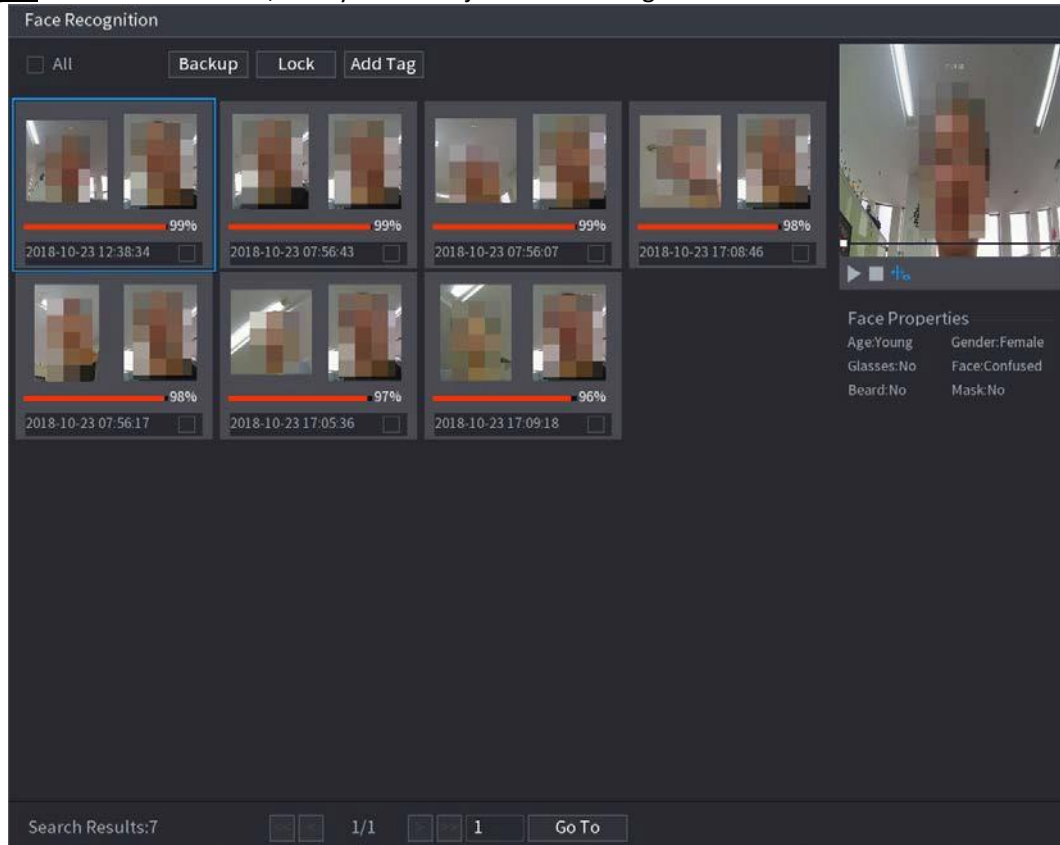 Face Recognition
All
Backup
Lock
Add Tag
99%
99%
99%
98%
2018-10-23 12:38:34
2018-10-23 07:56:43
2018-10-23 07:56:07
2018-10-23 17:08:46
98%
97%
96%
2018-10-23 07:56:17
2018-10-23 17:05:36
2018-10-23 17:09:18
Face Properties
Age:Young Gender:Female
Glasses:No Face:Confused
Beard:No Mask:No
Search Results:7
1/1
1
Go To